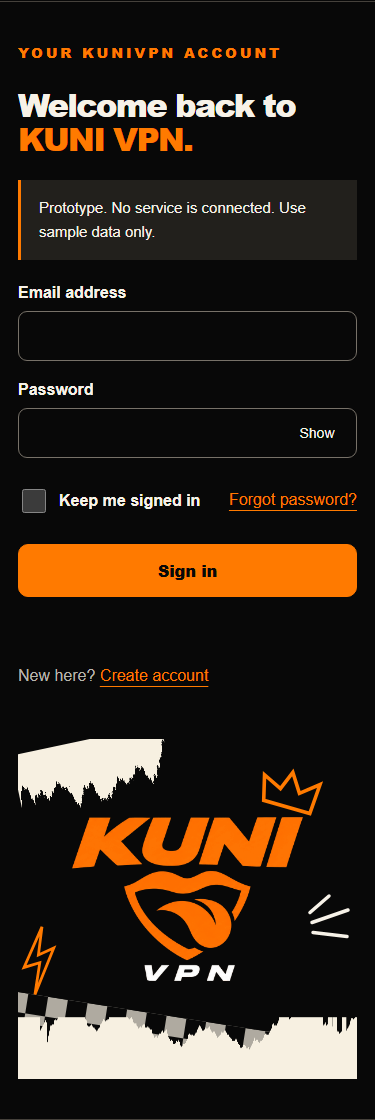 YOUR KUNIVPN ACCOUNT
Welcome back to
KUNI VPN.
Prototype. No service is connected. Use
sample data only.
Email address
Password
Show
Keep me signed in
Forgot password?
Sign in
New here? Create account
KUNI
VPN